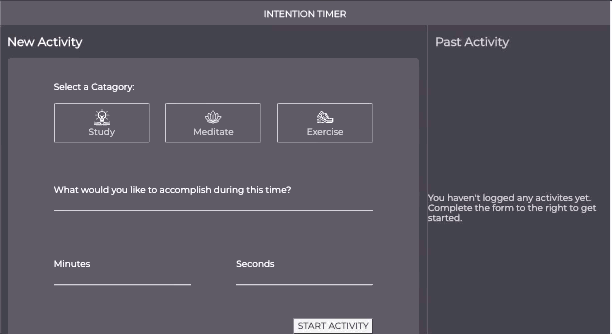 INTENTION TIMER
New Activity
Past Activity
Select a Catagory:
Study
Meditate
Exercise
What would you like to accomplish during this time?
You haven't logged any activites yet.
Complete the form to the right to get
started.
Minutes
Seconds
START ACTIVITY